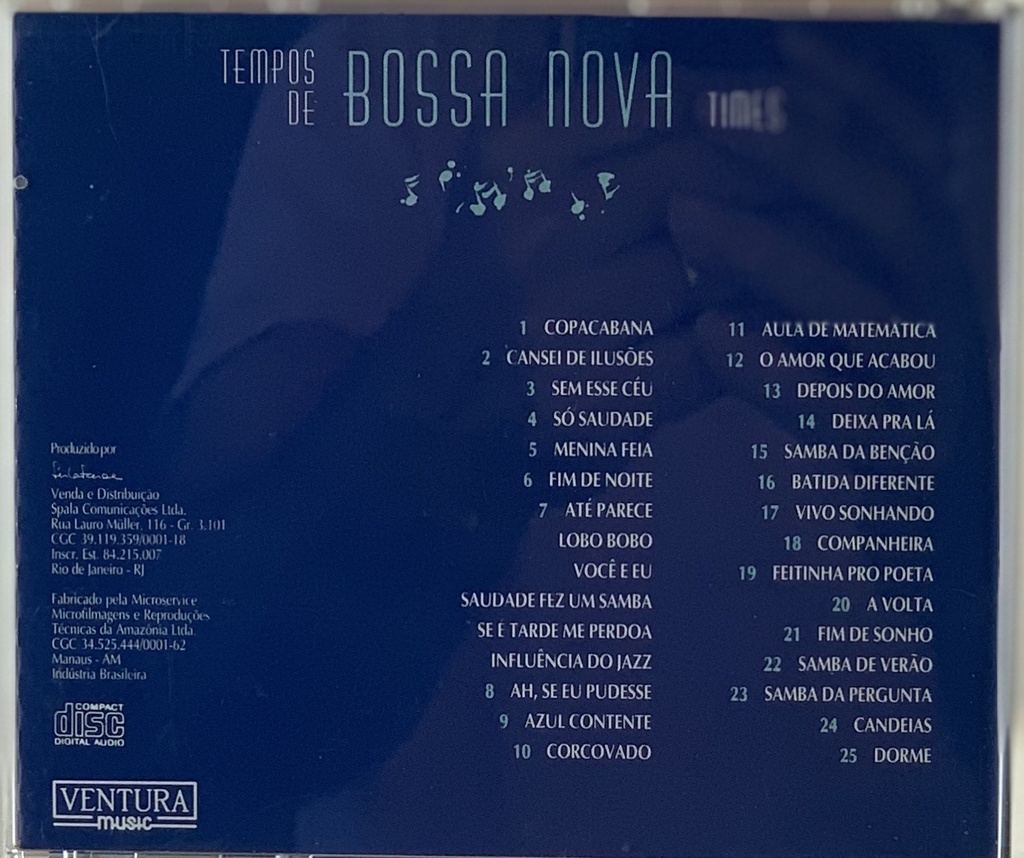 TEMPOS
DE BOSSA NOVA TIMES
1 COPACABANA
2 CANSEI DE ILUSÕES
3 SEM ESSE CÉU
4 SÓ SAUDADE
5 MENINA FEIA
6 FIM DE NOITE
7 ATÉ PARECE
LOBO BOBO
VOCÊ E EU
SAUDADE FEZ UM SAMBA
SE É TARDE ME PERDOA
INFLUÊNCIA DO JAZZ
8 AH, SE EU PUDESSE
9 AZUL CONTENTE
10 CORCOVADO
11 AULA DE MATEMÁTICA
12 O AMOR QUE ACABOU
13 DEPOIS DO AMOR
14 DEIXA PRA LÁ
15 SAMBA DA BENÇÃO
16 BATIDA DIFERENTE
17 VIVO SONHANDO
18 COMPANHEIRA
19 FEITINHA PRO POETA
20 A VOLTA
21 FIM DE SONHO
22 SAMBA DE VERÃO
23 SAMBA DA PERGUNTA
24 CANDEIAS
25 DORME
Produzido por
Venda e Distribuição
Spala Comunicações Ltda.
Rua Lauro Müller, 116 - Gr. 3.101
CGC 39.119.359/0001-18
Inscr. Est. 84.215.007
Rio de Janeiro - RJ
Fabricado pela Microservice
Microfilmagens e Reproduções
Técnicas da Amazônia Ltda.
CGC 34.525.444/0001-62
Manaus - AM
Indústria Brasileira
COMPACT
disc
DIGITAL AUDIO
VENTURA
music